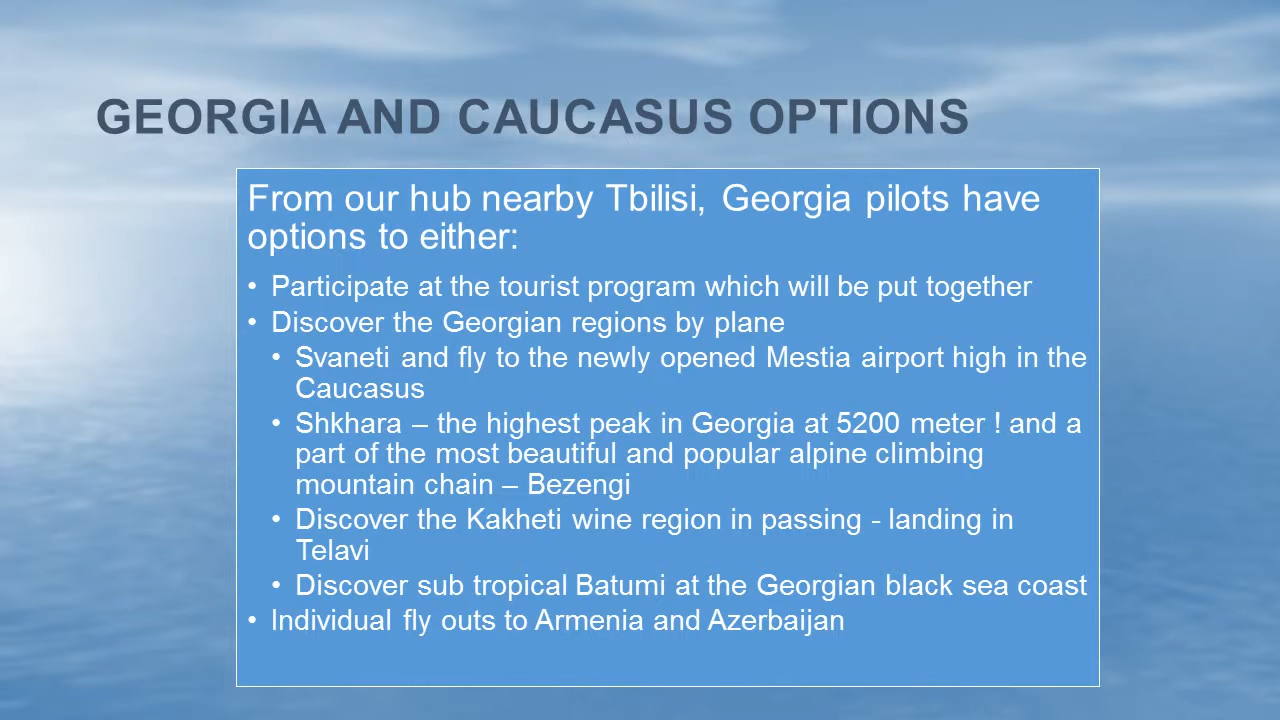 GEORGIA AND CAUCASUS OPTIONS
From our hub nearby Tbilisi, Georgia pilots have
options to either:
• Participate at the tourist program which will be put together
• Discover the Georgian regions by plane
• Svaneti and fly to the newly opened Mestia airport high in the
Caucasus
• Shkhara – the highest peak in Georgia at 5200 meter ! and a
part of the most beautiful and popular alpine climbing
mountain chain – Bezengi
• Discover the Kakheti wine region in passing - landing in
Telavi
• Discover sub tropical Batumi at the Georgian black sea coast
• Individual fly outs to Armenia and Azerbaijan